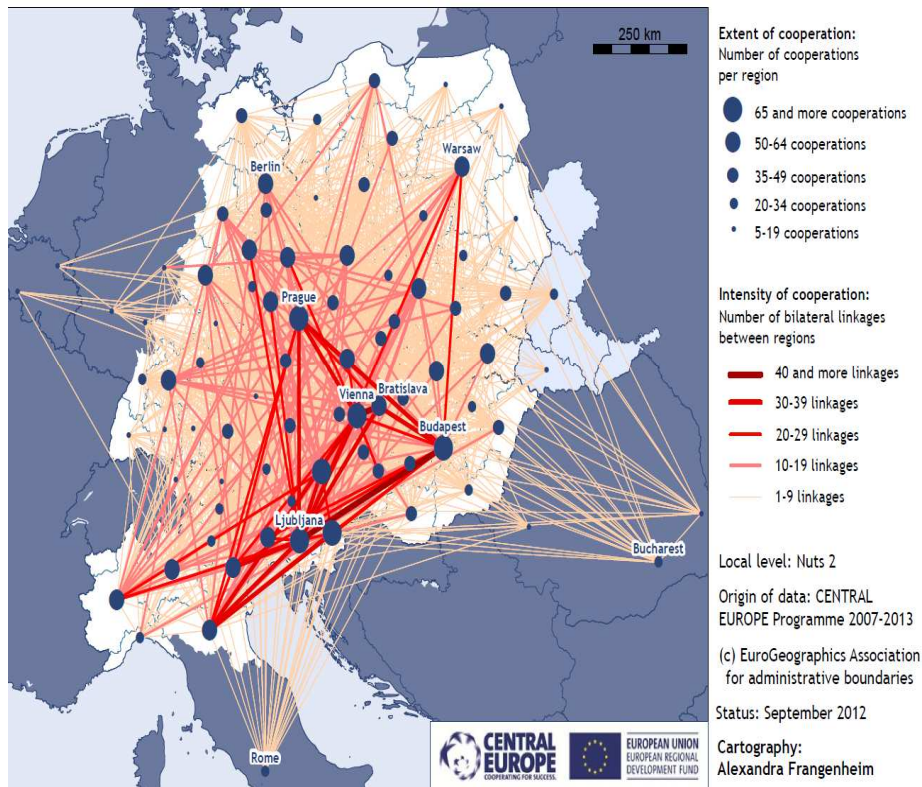 250 km
Warsaw
Berlin
Prague
Bratislava
Vienna
Budapest
Ljubljana
Bucharest
Rome
CENTRAL
EUROPE
COOPERATING FOR SUCCESS.
EUROPEAN UNION
EUROPEAN REGIONAL
DEVELOPMENT FUND
Extent of cooperation:
Number of cooperations
per region
65 and more cooperations
50-64 cooperations
35-49 cooperations
20-34 cooperations
5-19 cooperations
Intensity of cooperation:
Number of bilateral linkages
between regions
40 and more linkages
30-39 linkages
20-29 linkages
10-19 linkages
1-9 linkages
Local level: Nuts 2
Origin of data: CENTRAL
EUROPE Programme 2007-2013
(c) EuroGeographics Association
for administrative boundaries
Status: September 2012
Cartography:
Alexandra Frangenheim